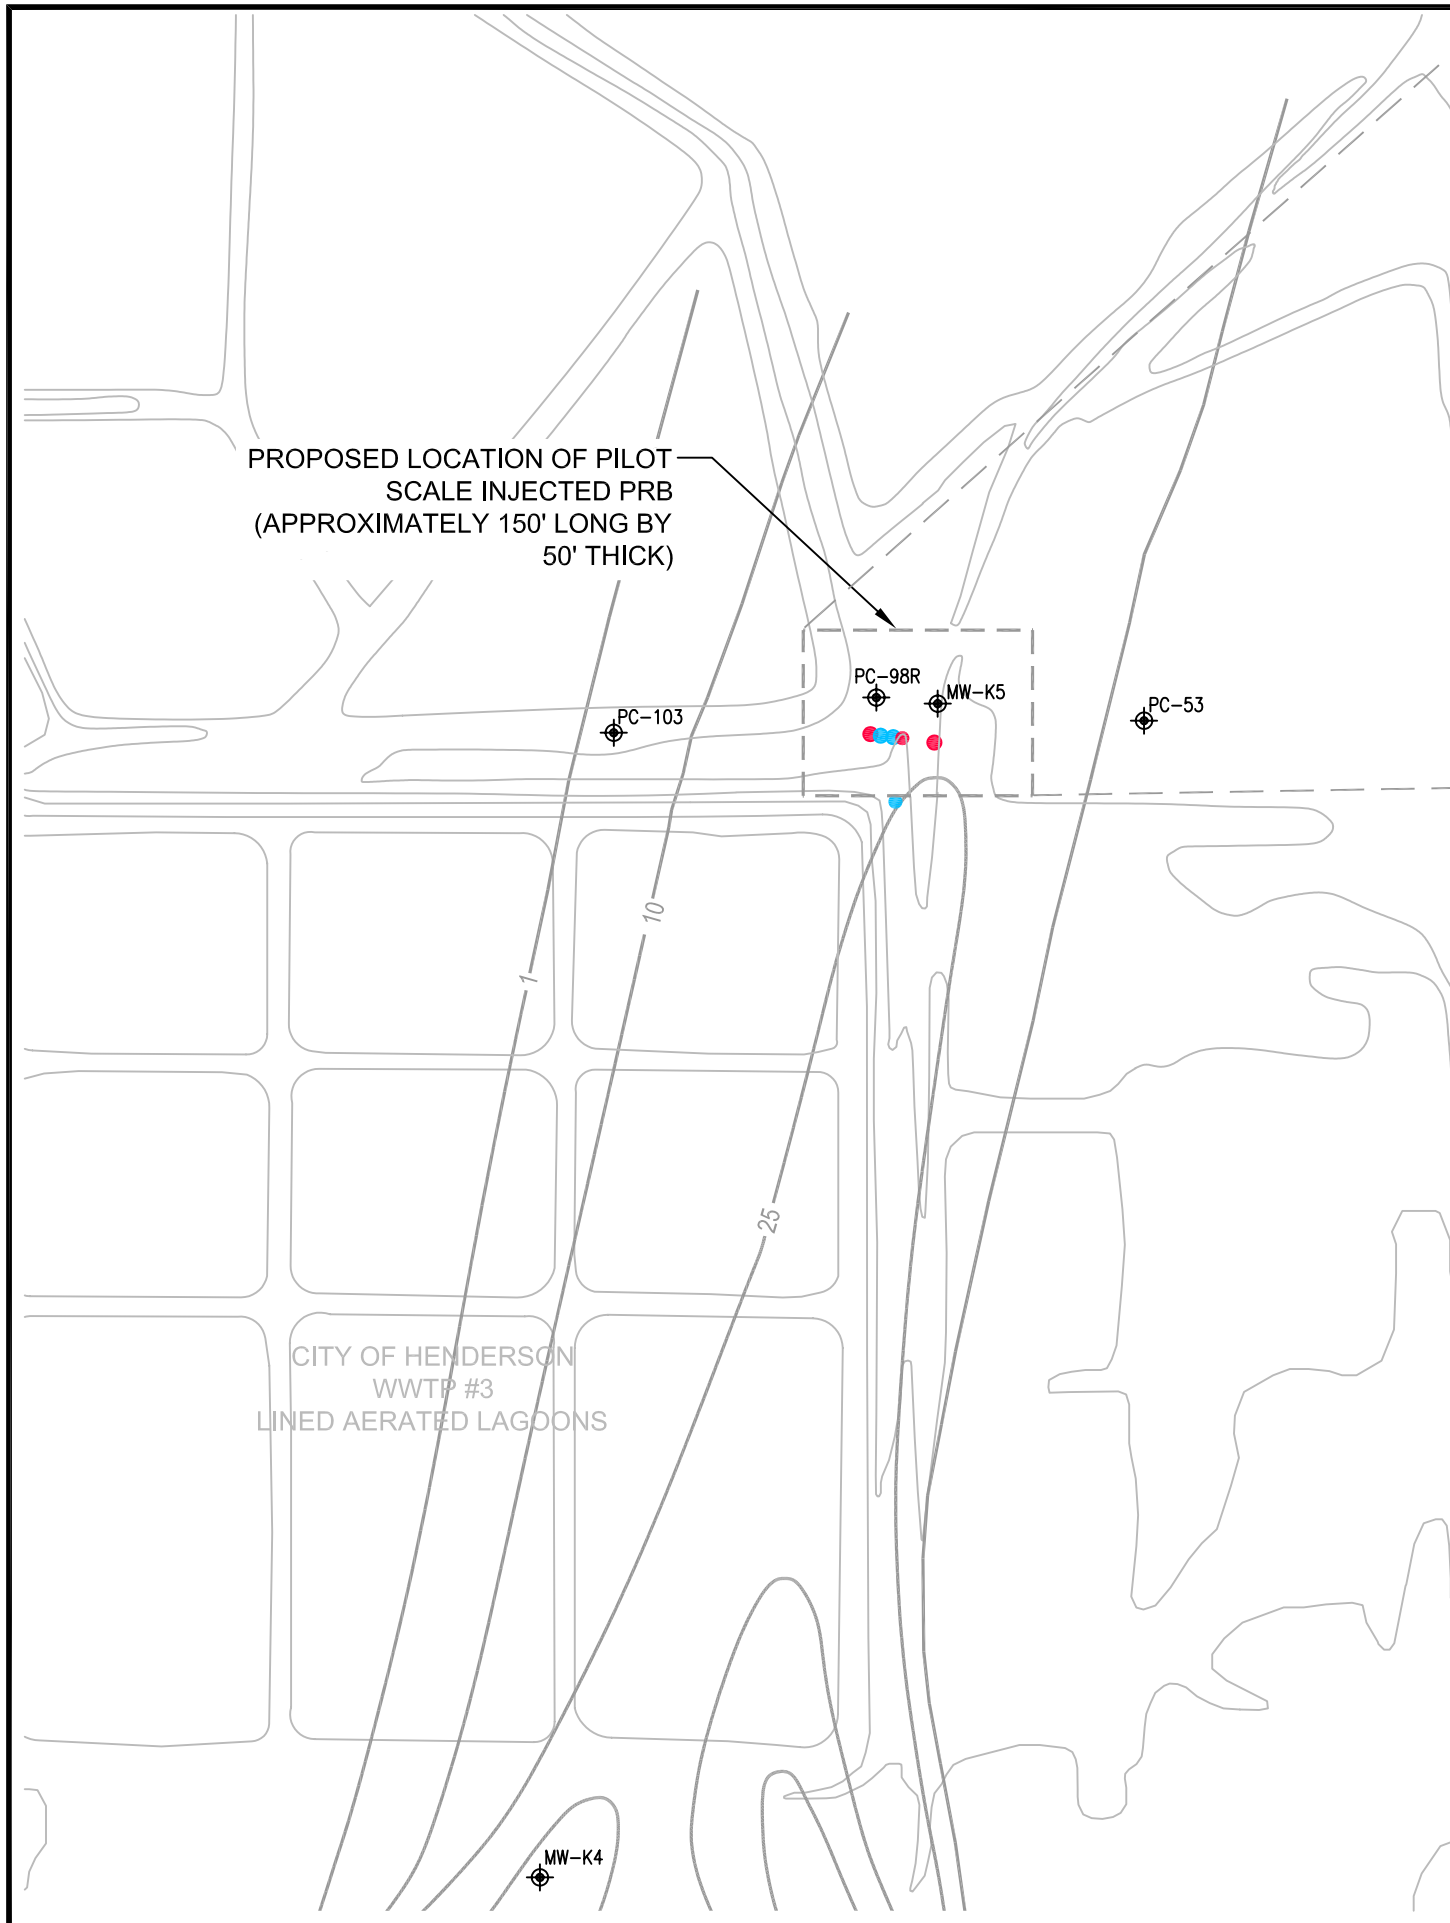 PROPOSED LOCATION OF PILOT
SCALE INJECTED PRB
(APPROXIMATELY 150' LONG BY
50' THICK)
PC-98R
MW-K5
PC-103
PC-53
10
1
25
CITY OF HENDERSON
WWTP #3
LINED AERATED LAGOONS
MW-K4